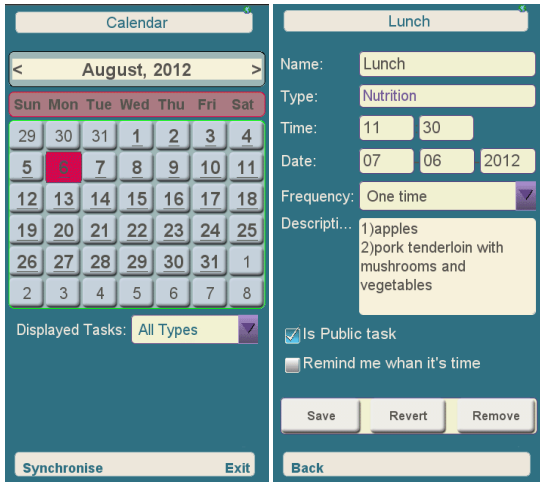 Calendar
< August, 2012 >
Sun Mon Tue Wed Thu Fri Sat
29 30 31 1 2 3 4
5 6 7 8 9 10 11
12 13 14 15 16 17 18
19 20 21 22 23 24 25
26 27 28 29 30 31 1
2 3 4 5 6 7 8
Displayed Tasks: All Types
Synchronise Exit
Lunch
Name: Lunch
Type: Nutrition
Time: 11 30
Date: 07 06 2012
Frequency: One time
Descripti... 1)apples
2)pork tenderloin with
mushrooms and
vegetables
Is Public task
Remind me whan it's time
Save Revert Remove
Back